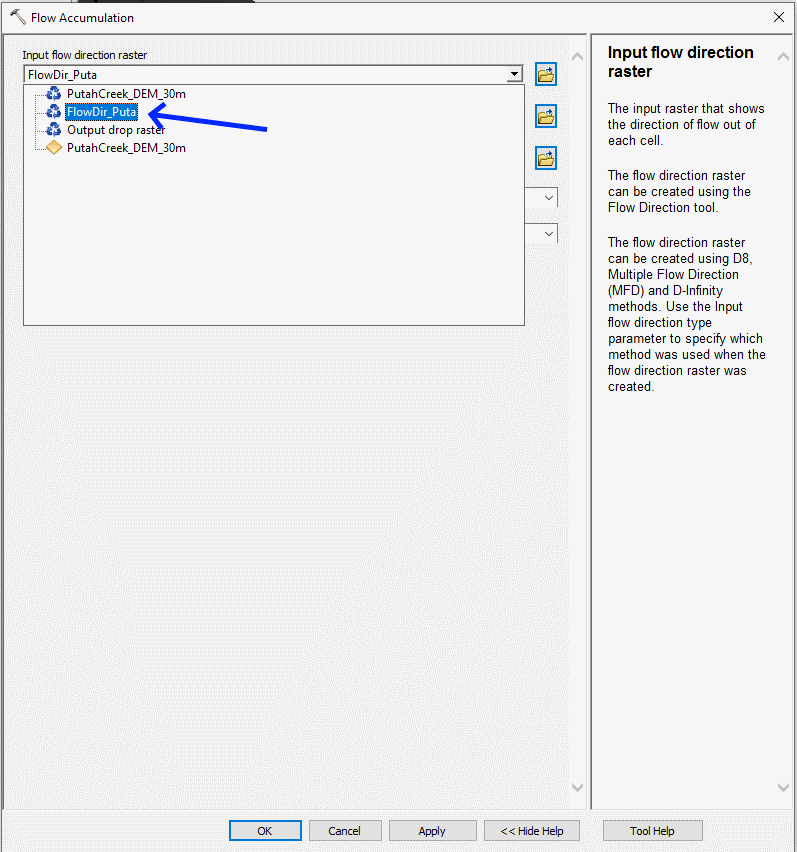 Flow Accumulation
Input flow direction raster
FlowDir_Puta
PutahCreek_DEM_30m
FlowDir_Puta
Output drop raster
PutahCreek_DEM_30m
OK
Cancel
Apply
<< Hide Help
Input flow direction
raster
The input raster that shows
the direction of flow out of
each cell.
The flow direction raster
can be created using the
Flow Direction tool.
The flow direction raster
can be created using D8,
Multiple Flow Direction
(MFD) and D-Infinity
methods. Use the Input
flow direction type
parameter to specify which
method was used when the
flow direction raster was
created.
Tool Help